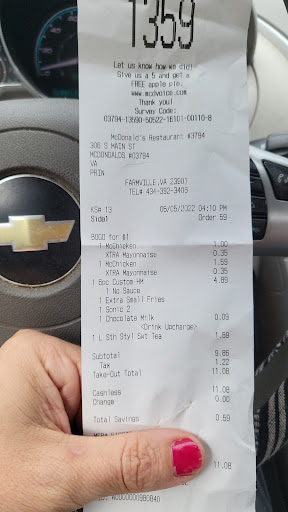 1359
Let us know how we did!
Give us a 5 and get a
FREE apple pie.
www.mcdvoice.com
Thank you!
Survey Code:
03794-13590-50522-16101-00110-8
McDonald's Restaurant #3794
305 S MAIN ST
MCDONDALDS #03794
VA
PRIN
FARMVILLE,VA 23901
TEL# 434-392-3403
KS# 13 05/05/2022 04:10 PM
Side1 Order 59
BOGO for $1
1 McChicken 1.00
XTRA Mayonnaise 0.35
1 McChicken 1.59
XTRA Mayonnaise 0.35
1 6pc Custom HM 4.89
1 No Sauce
1 Extra Small Fries
1 Sonic 2
1 Chocolate Milk 0.09
<Drink Upcharge>
1 L Sth Styl Swt Tea 1.59
Subtotal 9.86
Tax 1.22
TakeOut Total 11.08
Cashless 11.08
Change 0.00
Total Savings 0.59
11.08